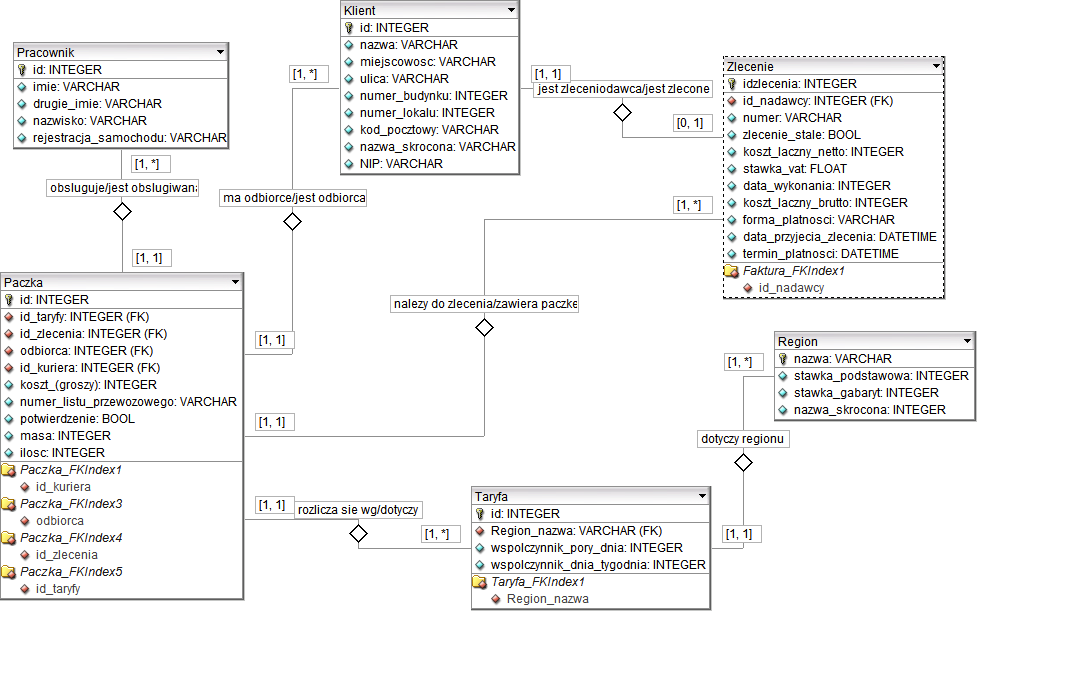 Klient
id: INTEGER
nazwa: VARCHAR
miejscowosc: VARCHAR
ulica: VARCHAR
numer_budynku: INTEGER
numer_lokalu: INTEGER
kod_pocztowy: VARCHAR
nazwa_skrocona: VARCHAR
NIP: VARCHAR
Pracownik
id: INTEGER
imie: VARCHAR
drugie_imie: VARCHAR
nazwisko: VARCHAR
rejestracja_samochodu: VARCHAR
[1, *]
[1, 1]
jest zleceniodawca/jest zlecone
[0, 1]
Zlecenie
idzlecenia: INTEGER
id_nadawcy: INTEGER (FK)
numer: VARCHAR
zlecenie_stale: BOOL
koszt_laczny_netto: INTEGER
stawka_vat: FLOAT
data_wykonania: INTEGER
koszt_laczny_brutto: INTEGER
forma_platnosci: VARCHAR
data_przyjecia_zlecenia: DATETIME
termin_platnosci: DATETIME
Faktura_FKIndex1
id_nadawcy
[1, *]
obsluguje/jest obslugiwana
[1, 1]
ma odbiorce/jest odbiorca
[1, 1]
[1, *]
nalezy do zlecenia/zawiera paczke
[1, 1]
Paczka
id: INTEGER
id_taryfy: INTEGER (FK)
id_zlecenia: INTEGER (FK)
odbiorca: INTEGER (FK)
id_kuriera: INTEGER (FK)
koszt_(groszy): INTEGER
numer_listu_przewozowego: VARCHAR
potwierdzenie: BOOL
masa: INTEGER
ilosc: INTEGER
Paczka_FKIndex1
id_kuriera
Paczka_FKIndex3
odbiorca
Paczka_FKIndex4
id_zlecenia
Paczka_FKIndex5
id_taryfy
Region
nazwa: VARCHAR
stawka_podstawowa: INTEGER
stawka_gabaryt: INTEGER
nazwa_skrocona: INTEGER
[1, *]
dotyczy regionu
[1, 1]
[1, 1]
rozlicza sie wg/dotyczy
[1, *]
Taryfa
id: INTEGER
Region_nazwa: VARCHAR (FK)
wspolczynnik_pory_dnia: INTEGER
wspolczynnik_dnia_tygodnia: INTEGER
Taryfa_FKIndex1
Region_nazwa